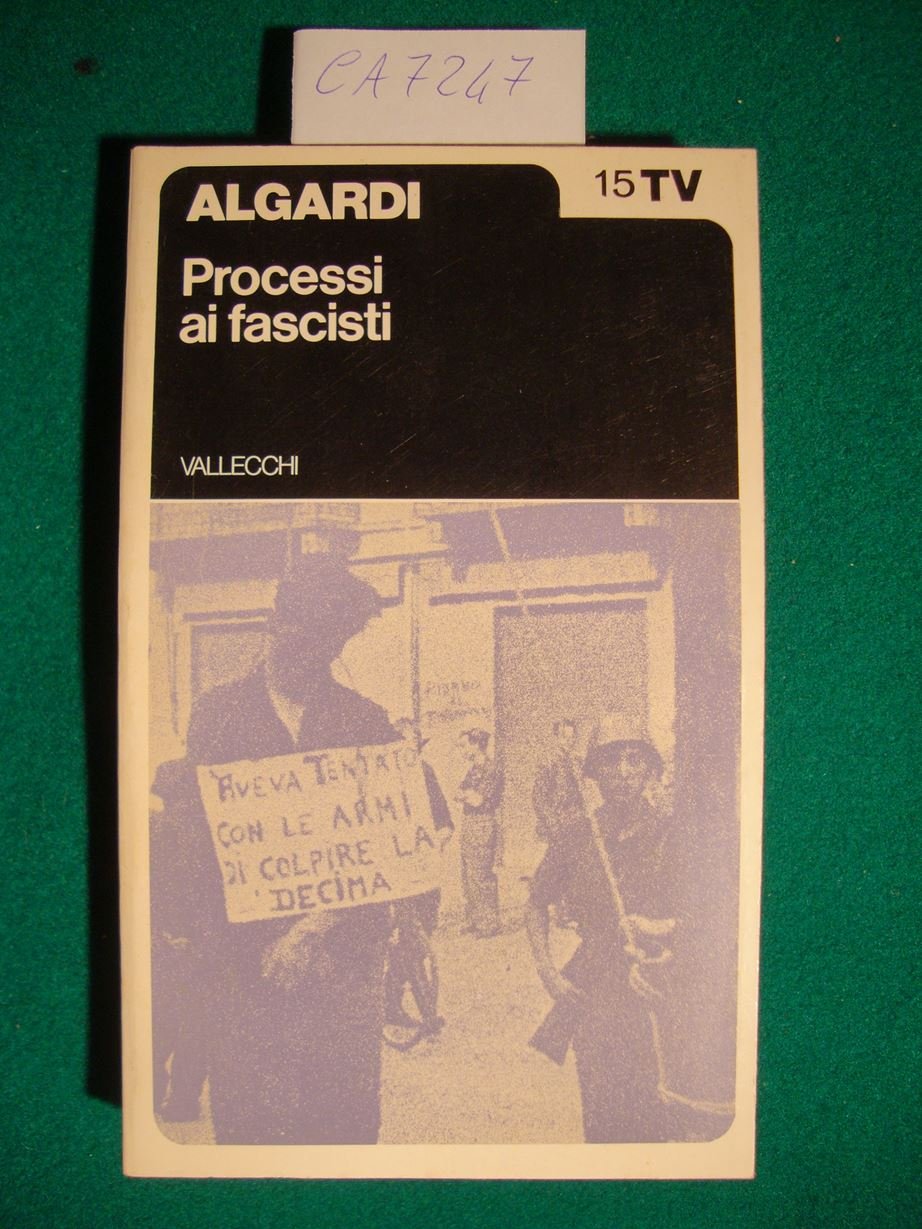 CA7247
ALGARDI
15 TV
Processi
ai fascisti
VALLECCHI
AVEVA TENTATO
CON LE ARMI
DI COLPIRE LA
DECIMA